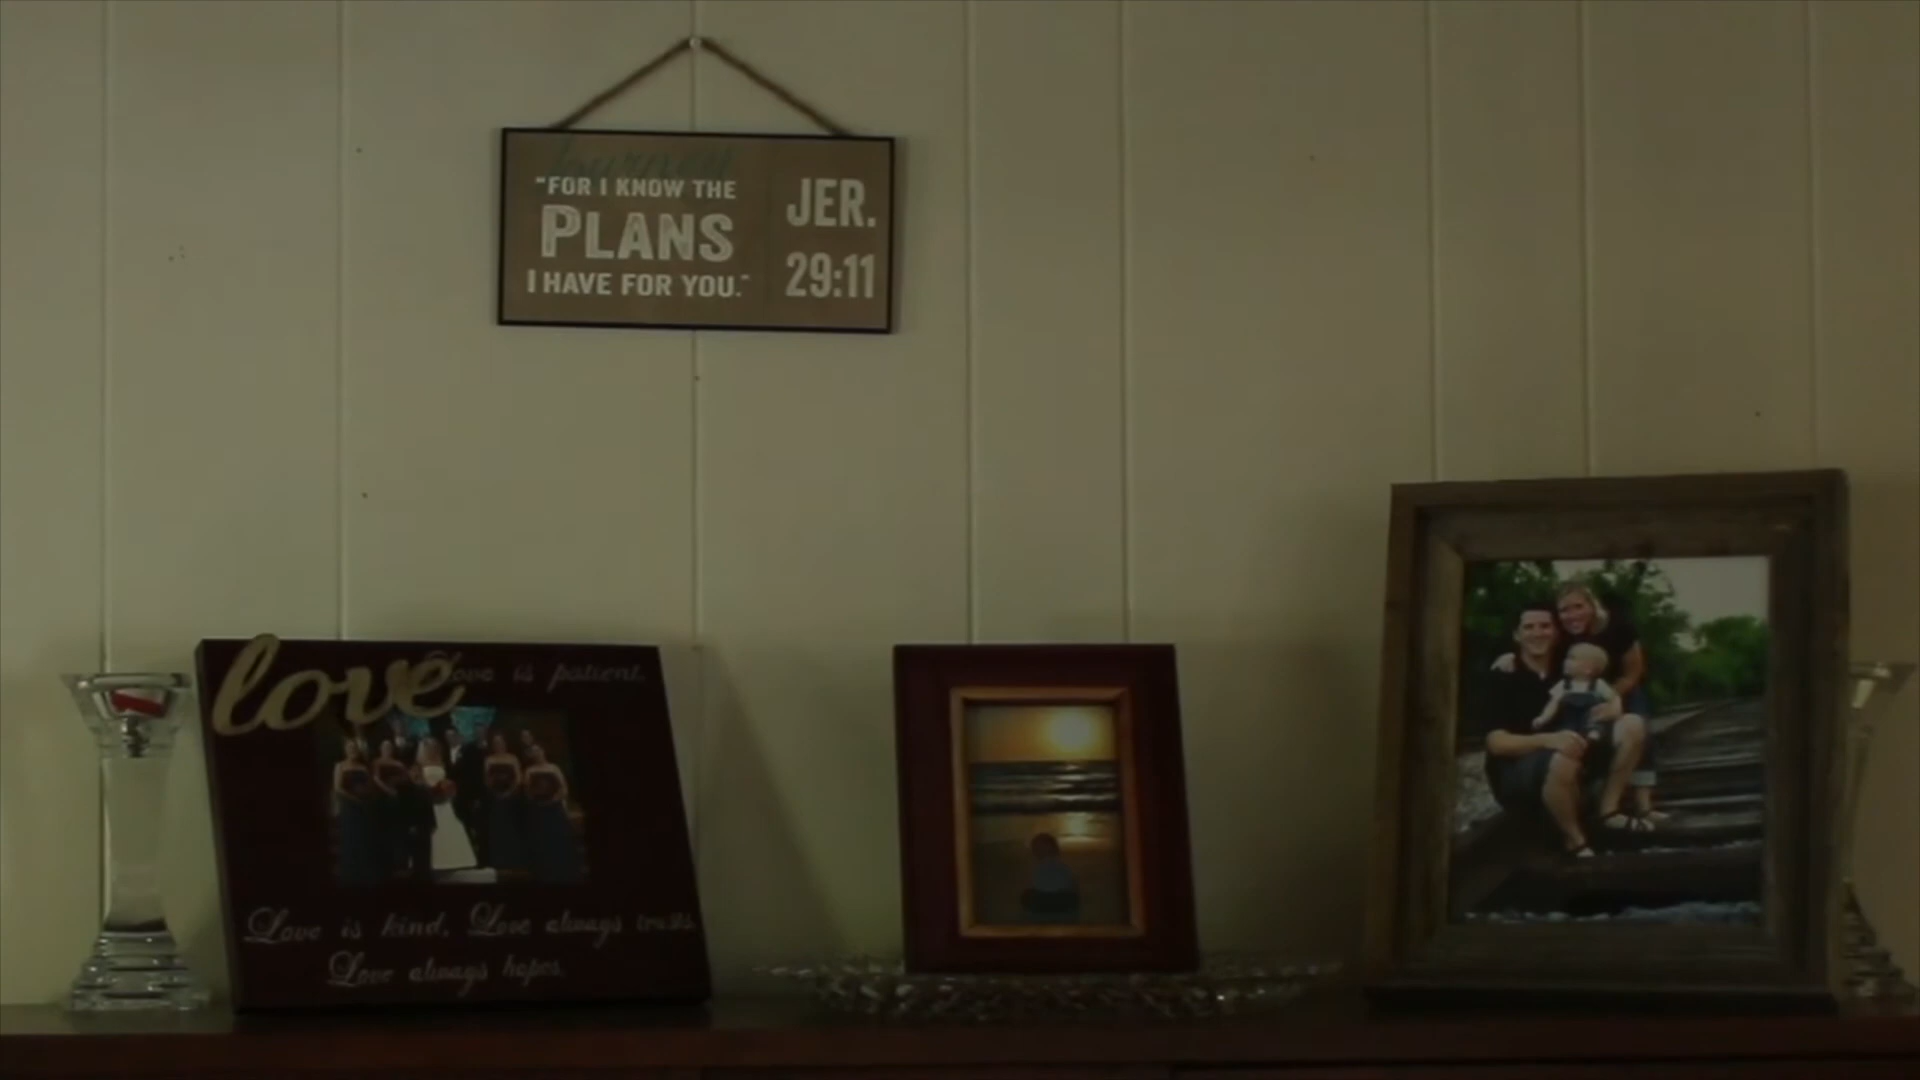 "FOR I KNOW THE
PLANS
I HAVE FOR YOU."
JER.
29:11
love
Love is patient.
Love is kind. Love always trusts.
Love always hopes.